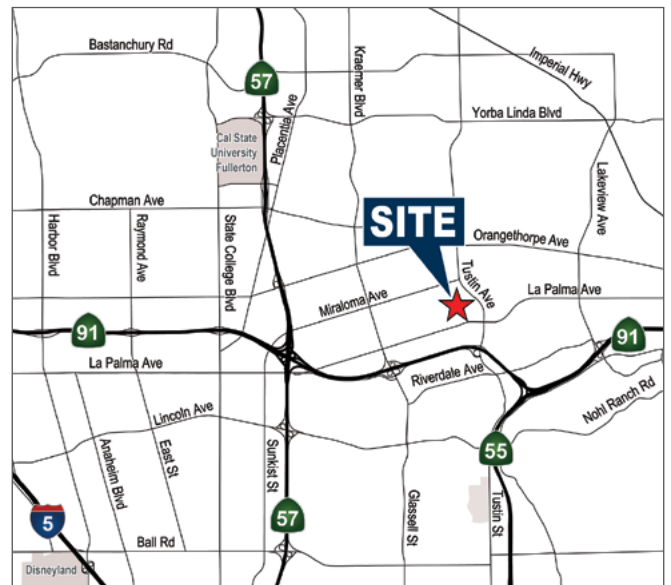 Bastanchury Rd
57
Kraemer Blvd
Imperial Hwy
Placentia Ave
Yorba Linda Blvd
Cal State
University
Fullerton
Lakeview Ave
Chapman Ave
SITE
Harbor Blvd
Raymond Ave
State College Blvd
Orangethorpe Ave
Tustin Ave
La Palma Ave
Miraloma Ave
91
91
La Palma Ave
Riverdale Ave
Nohl Ranch Rd
Lincoln Ave
Anaheim Blvd
East St
Sunkist St
55
Glassell St
Tustin St
57
5
Ball Rd
Disneyland